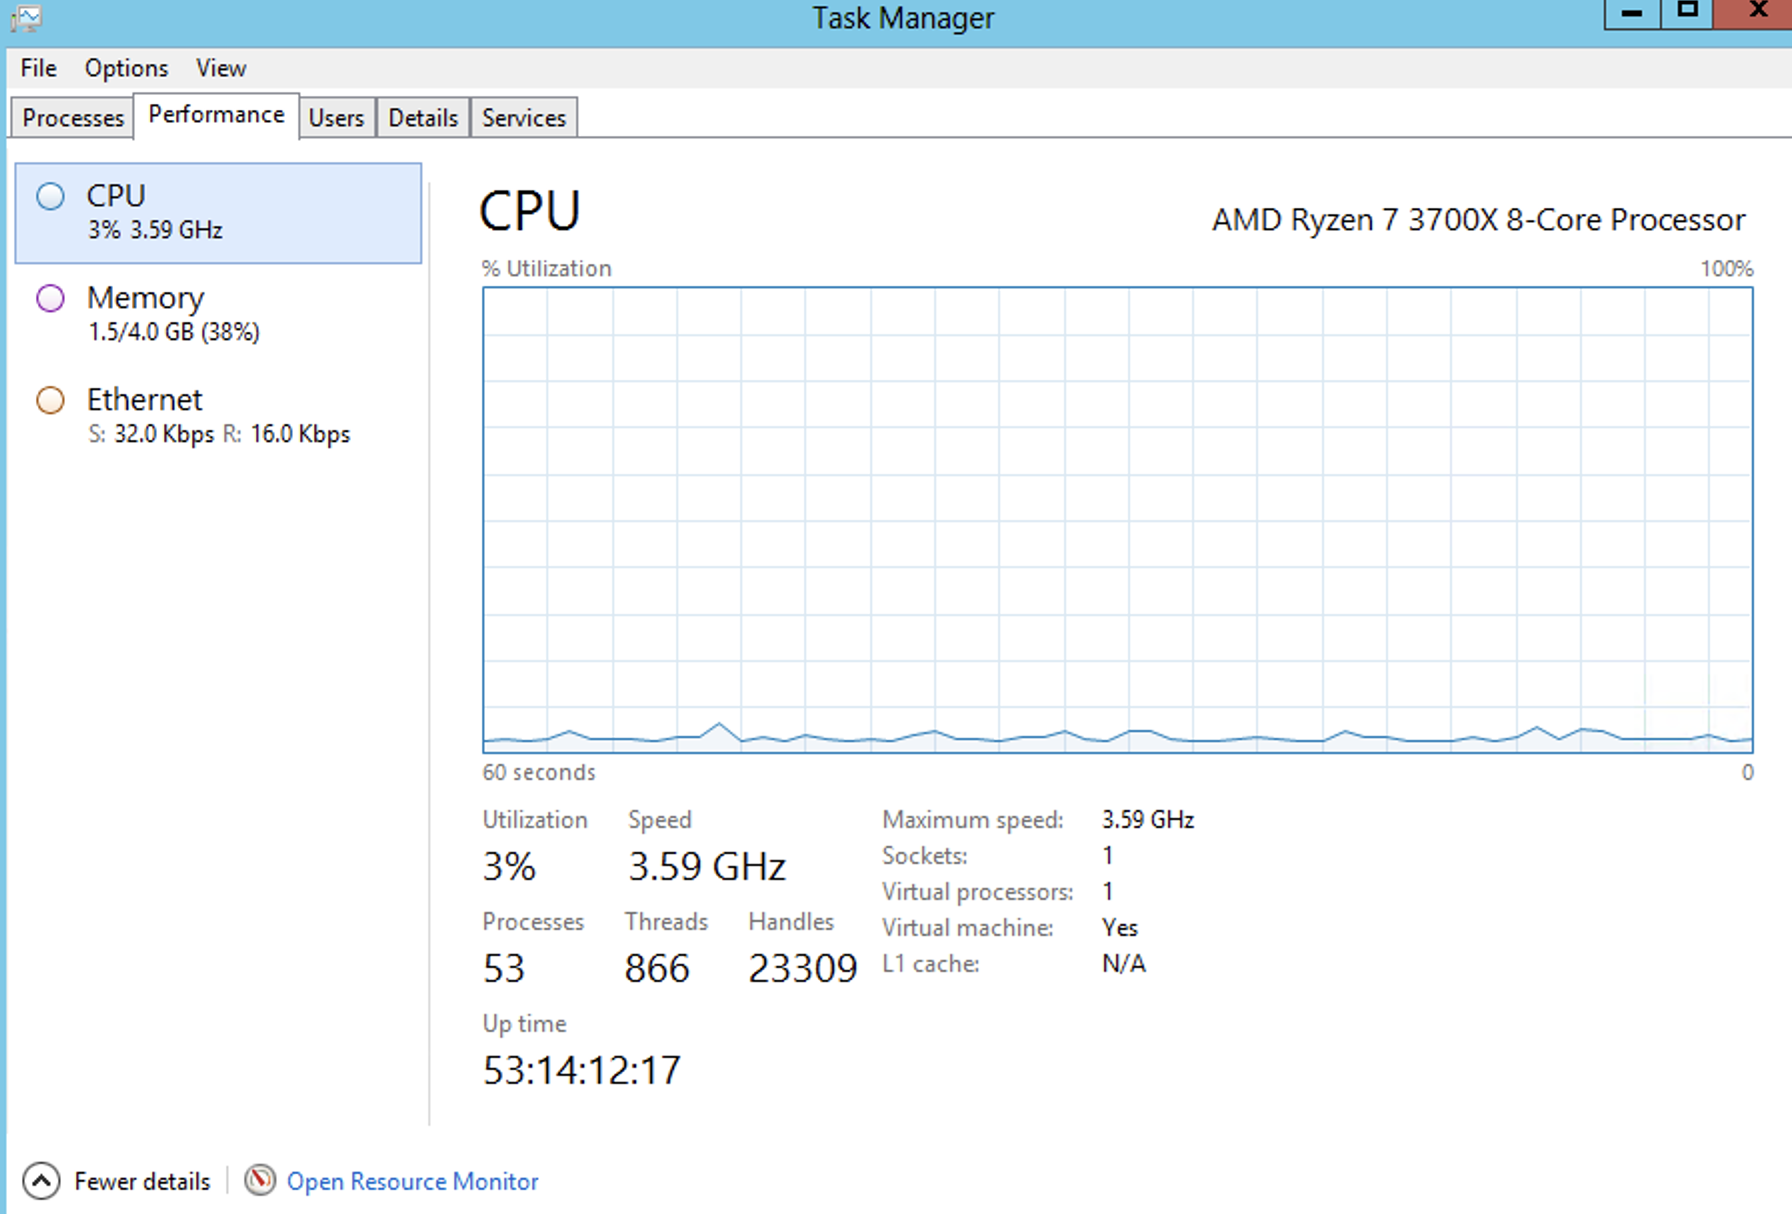 Task Manager
File Options View
Processes Performance Users Details Services
CPU
3% 3.59 GHz
Memory
1.5/4.0 GB (38%)
Ethernet
S: 32.0 Kbps R: 16.0 Kbps
CPU
AMD Ryzen 7 3700X 8-Core Processor
% Utilization 100%
60 seconds 0
Utilization Speed
3% 3.59 GHz
Processes Threads Handles
53 866 23309
Up time
53:14:12:17
Maximum speed: 3.59 GHz
Sockets: 1
Virtual processors: 1
Virtual machine: Yes
L1 cache: N/A
Fewer details Open Resource Monitor